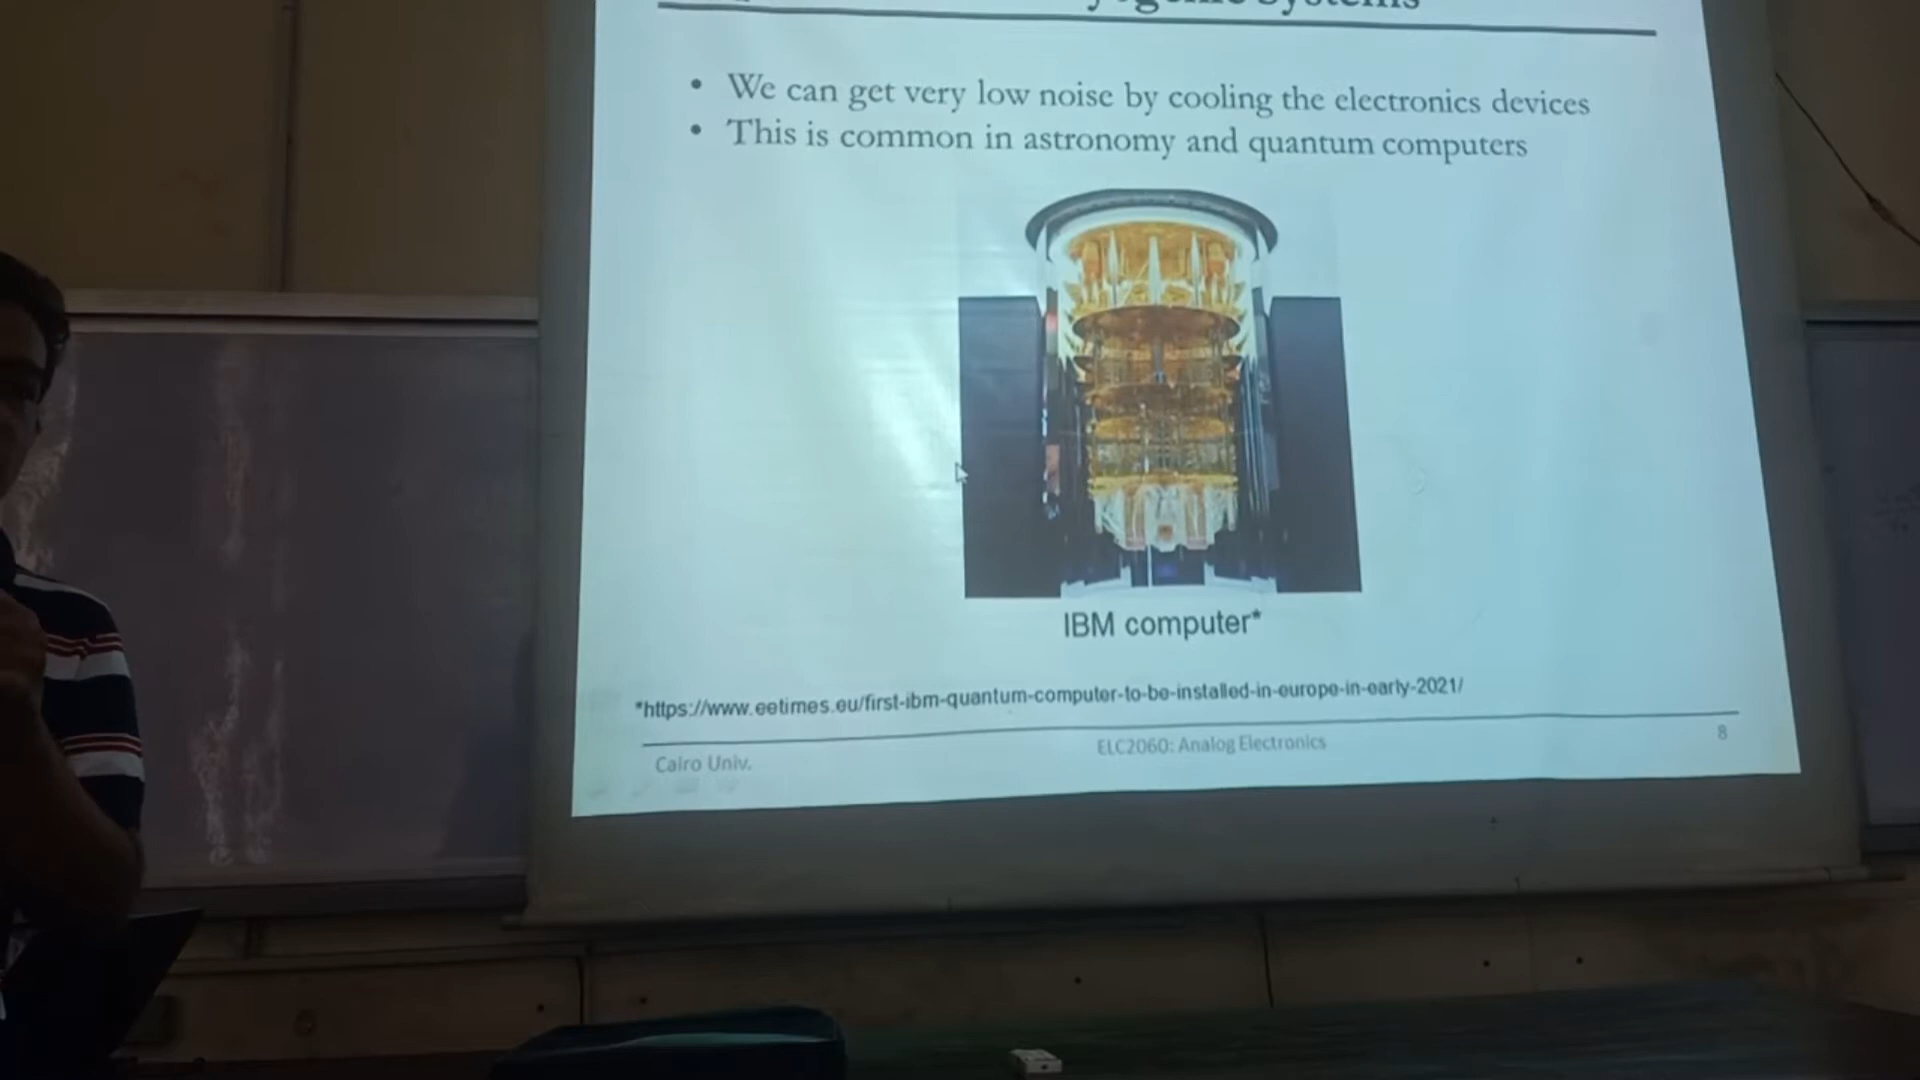 Systems
• We can get very low noise by cooling the electronics devices
• This is common in astronomy and quantum computers
IBM computer*
*https://www.eetimes.eu/first-ibm-quantum-computer-to-be-installed-in-europe-in-early-2021/
Cairo Univ.
ELC2060: Analog Electronics
8